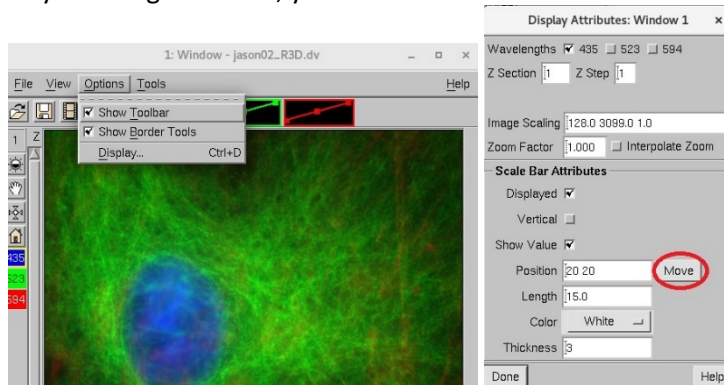 1: Window - jason02_R3D.dv
File View Options Tools Help
Show Toolbar
Show Border Tools
Display... Ctrl+D
1 Z
435
523
594
Display Attributes: Window 1 ×
Wavelengths 435 523 594
Z Section 1 Z Step 1
Image Scaling 128.0 3099.0 1.0
Zoom Factor 1.000 Interpolate Zoom
Scale Bar Attributes
Displayed
Vertical
Show Value
Position 20 20 Move
Length 15.0
Color White
Thickness 3
Done Help